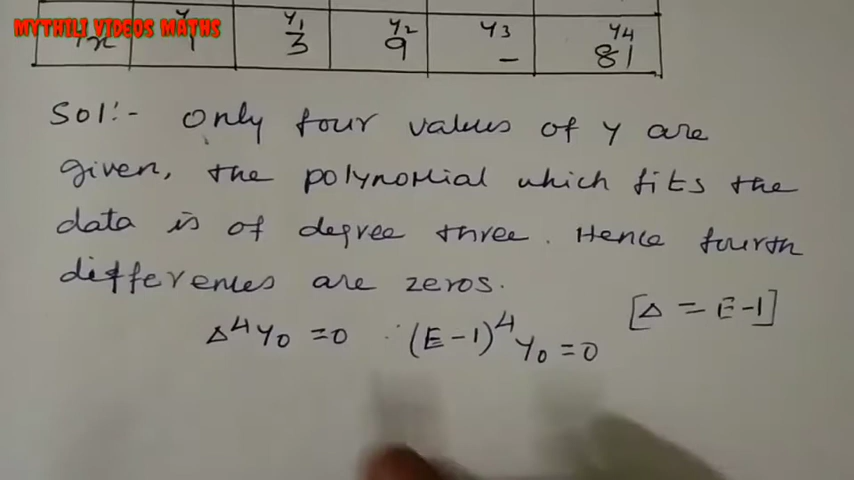 MYTHILI VIDEOS MATHS
y₁ y₂ y₃ y₄
1 3 9 – 81
Sol:- Only four values of y are
given, the polynomial which fits the
data is of degree three. Hence fourth
differences are zeros. [Δ = E-1]
Δ⁴y₀ = 0 ∴ (E-1)⁴ y₀ = 0